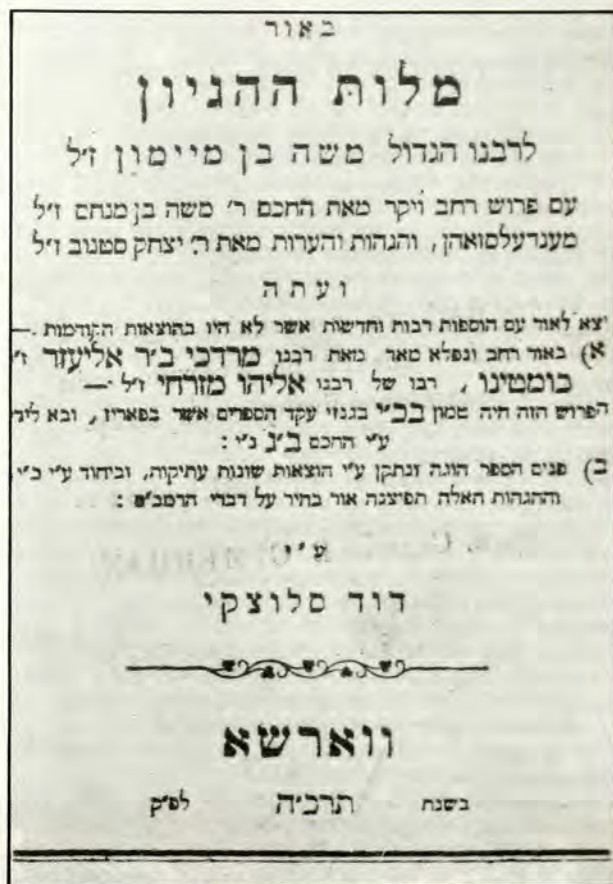 באור
מלות ההגיון
לרבנו הגדול משה בן מיימון ז״ל
עם פרוש רחב ויקר מאת החכם ר׳ משה בן מנחם ז״ל
מענדעלסזאהן, והגהות והערות מאת ר׳ יצחק סטנוב ז״ל
ועתה
יצא לאור עם הוספות רבות וחדשות אשר לא היו בהוצאות הקודמות .—
א) באור רחב ונפלא מאד מאת רבנו מרדכי ב״ר אליעזר ז״ל
כומטינו , רבו של רבנו אליהו מזרחי ז״ל .—
הפרוש הזה היה טמון בכ״י בגנזי עקד הספרים אשר בפאריז , ובא לידי
ע״י החכם ב״ג נ״י :
ב) פנים הספר הוגה ונתקן ע״י הוצאות שונות עתיקות, וביחוד ע״י כ״י
וההגהות האלה תפיצנה אור בהיר על דברי הרמב״ם :
ע״י
דוד סלוצקי
ווארשא
בשנת תרכ״ה לפ״ק